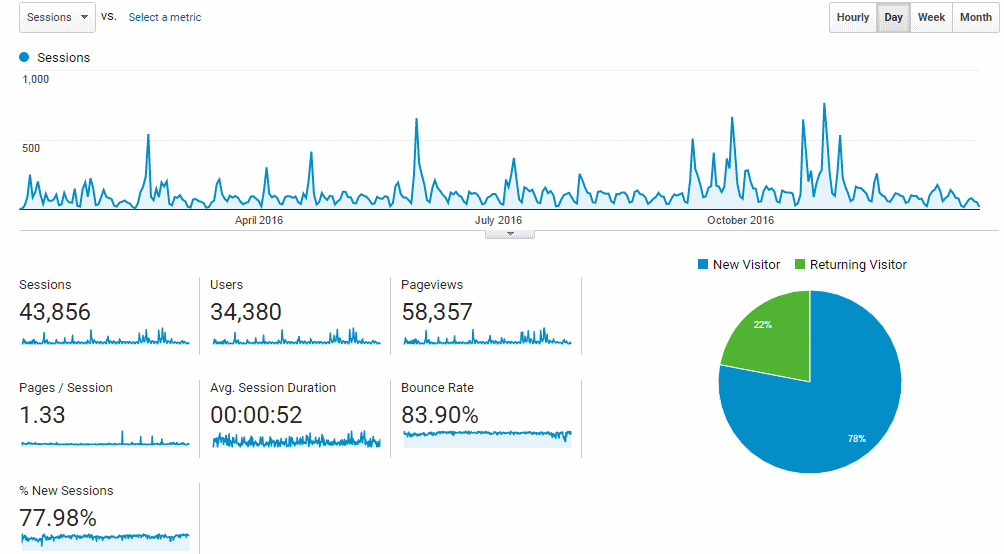 Sessions vs. Select a metric Hourly Day Week Month
Sessions
1,000
500
April 2016 July 2016 October 2016
New Visitor Returning Visitor
Sessions Users Pageviews
43,856 34,380 58,357
22%
Pages / Session Avg. Session Duration Bounce Rate
1.33 00:00:52 83.90%
78%
% New Sessions
77.98%